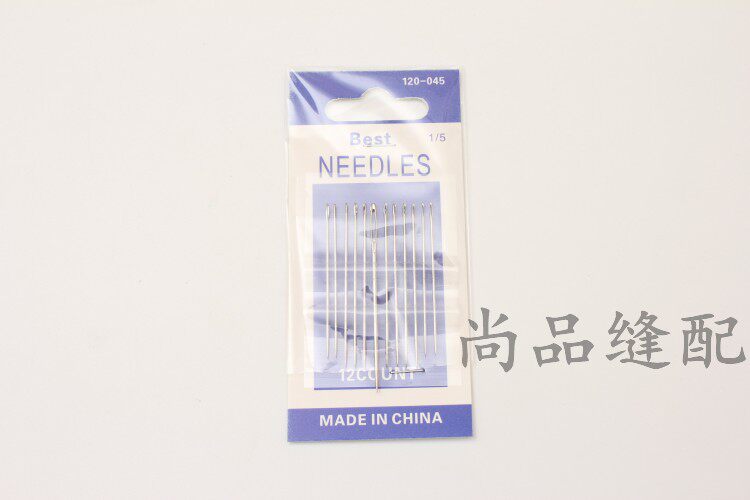 120-045
Best
1/5
NEEDLES
12COUNT
MADE IN CHINA
尚品缝配